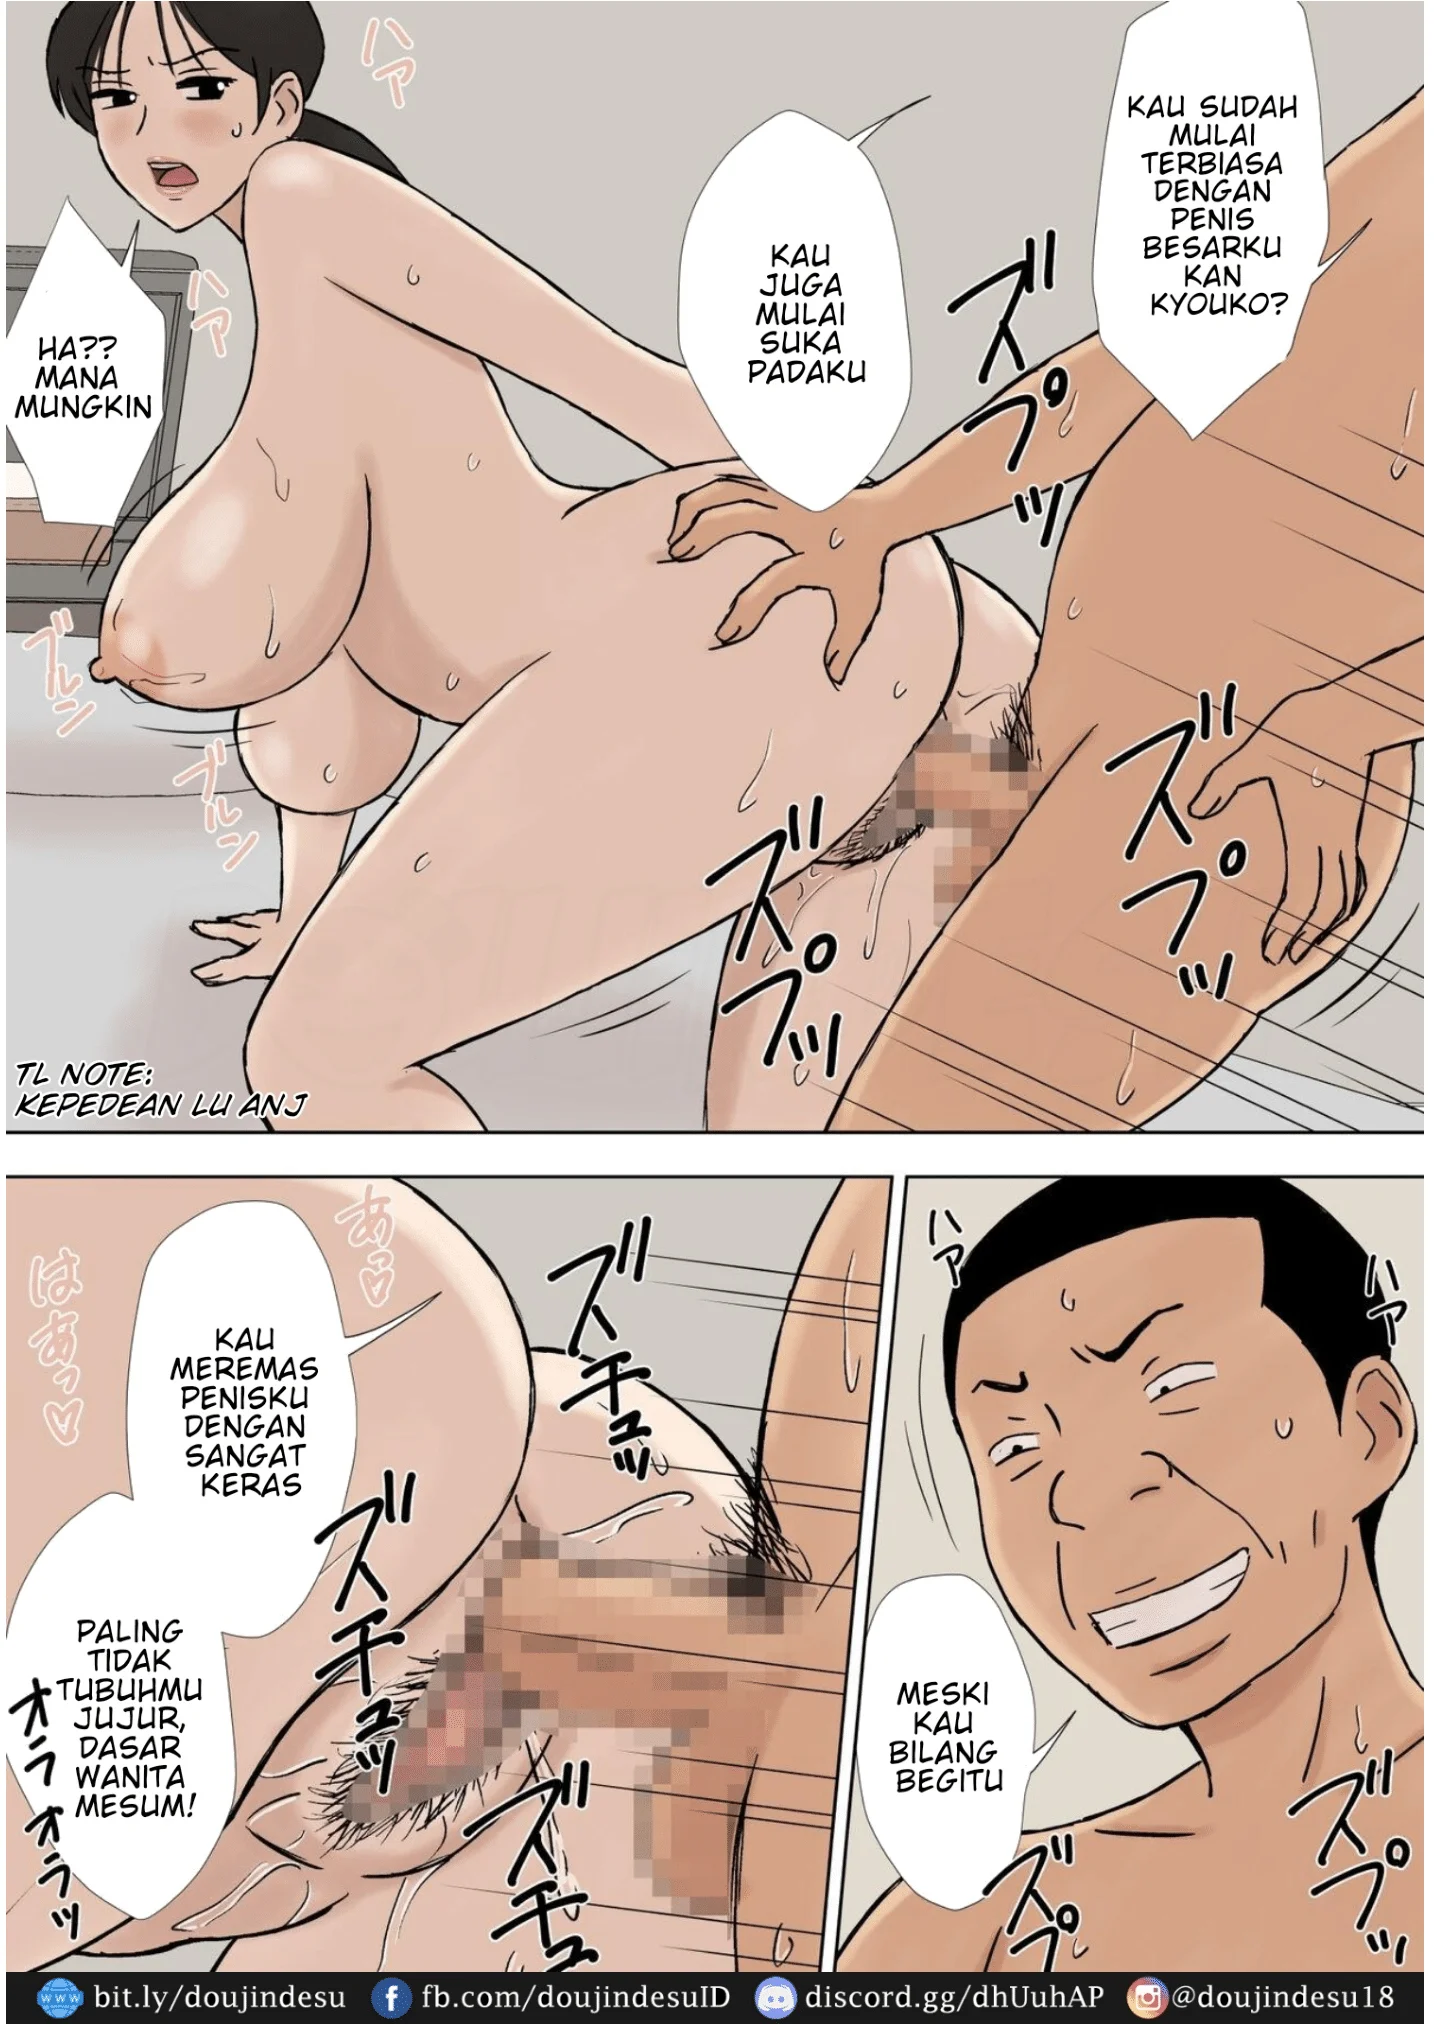 KAU SUDAH
MULAI
TERBIASA
DENGAN
PENIS
BESARKU
KAN
KYOUKO?
KAU
JUGA
MULAI
SUKA
PADAKU
HA??
MANA
MUNGKIN
ハァ
ハァ
ズプッ
ブルン
ブルン
ズプッ
ズプッ
TL NOTE:
KEPEDEAN LU ANJ
KAU
MEREMAS
PENISKU
DENGAN
SANGAT
KERAS
PALING
TIDAK
TUBUHMU
JUJUR,
DASAR
WANITA
MESUM!
あっ♡
はあっ♡
ズチュッ
ズチュッ
ズチュ
オラオラッ
ハァ
ハァ
MESKI
KAU
BILANG
BEGITU
ズプ
ズプッ
bit.ly/doujindesu fb.com/doujindesuID discord.gg/dhUuhAP @doujindesu18